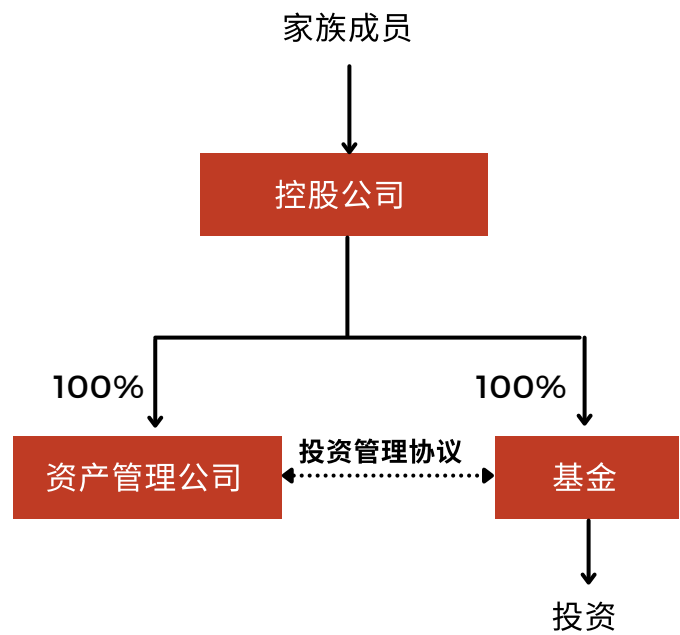 家族成员
控股公司
100%
100%
投资管理协议
资产管理公司
基金
投资